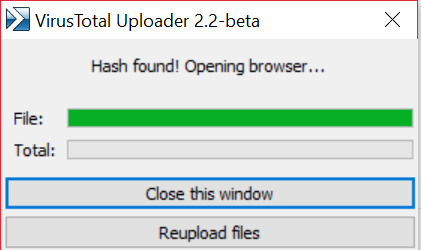 VirusTotal Uploader 2.2-beta
Hash found! Opening browser...
File:
Total:
Close this window
Reupload files